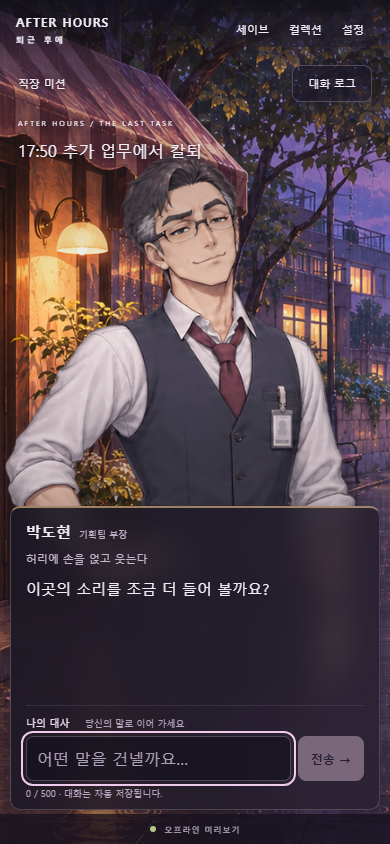 AFTER HOURS
퇴근 후에
세이브 컬렉션 설정
직장 미션
대화 로그
AFTER HOURS / THE LAST TASK
17:50 추가 업무에서 칼퇴
박도현 기획팀 부장
허리에 손을 얹고 웃는다
이곳의 소리를 조금 더 들어 볼까요?
나의 대사 당신의 말로 이어 가세요
어떤 말을 건넬까요...
전송 →
0 / 500 · 대화는 자동 저장됩니다.
오프라인 미리보기